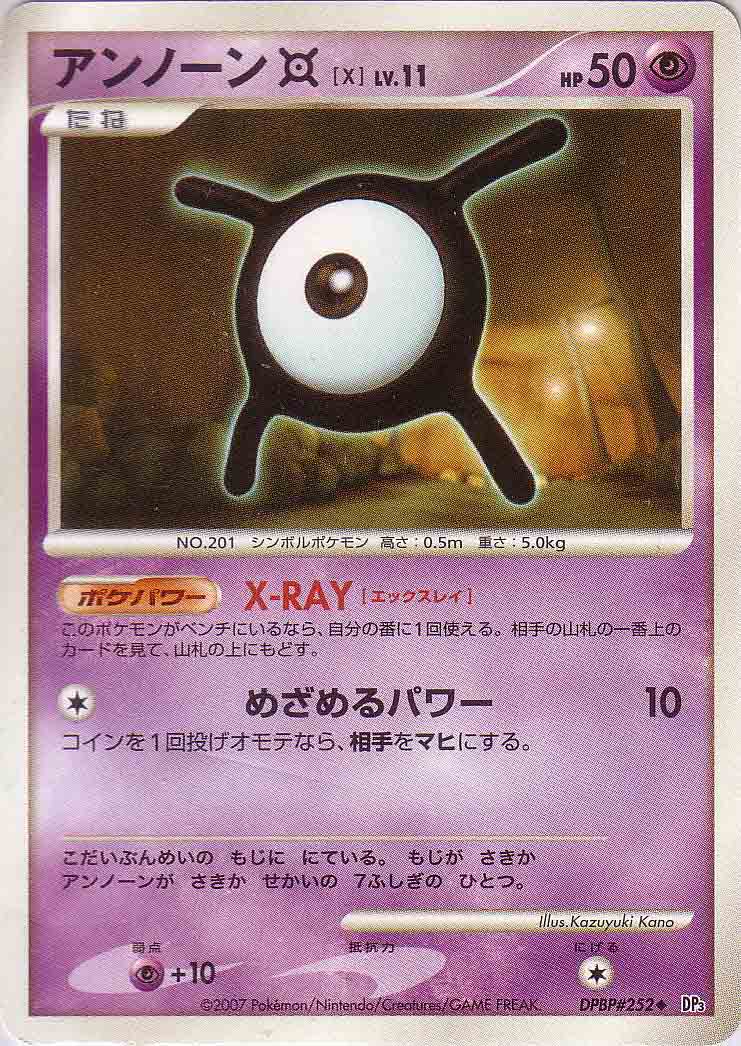 アンノーン [X] LV.11 HP 50
たね
NO.201 シンボルポケモン 高さ:0.5m 重さ:5.0kg
ポケパワー X-RAY [エックスレイ]
このポケモンがベンチにいるなら、自分の番に1回使える。相手の山札の一番上の
カードを見て、山札の上にもどす。
めざめるパワー 10
コインを1回投げオモテなら、相手をマヒにする。
こだいぶんめいの もじに にている。 もじが さきか
アンノーンが さきか せかいの 7ふしぎの ひとつ。
Illus.Kazuyuki Kano
弱点 抵抗力 にげる
+10
©2007 Pokémon/Nintendo/Creatures/GAME FREAK. DPBP#252◆ DP3